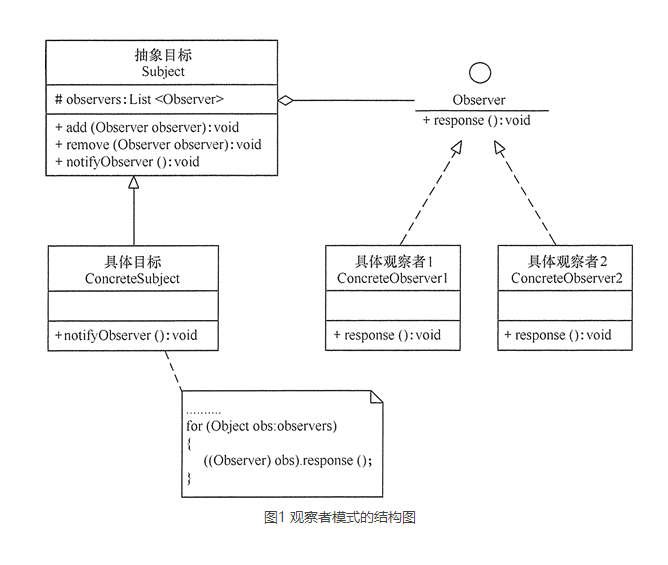 抽象目标
Subject
# observers:List <Observer>
+ add (Observer observer):void
+ remove (Observer observer):void
+ notifyObserver ():void
Observer
+ response ():void
具体目标
ConcreteSubject
+notifyObserver ():void
具体观察者1
ConcreteObserver1
+ response ():void
具体观察者2
ConcreteObserver2
+ response ():void
..........
for (Object obs:observers)
{
((Observer) obs).response ();
}
图1 观察者模式的结构图